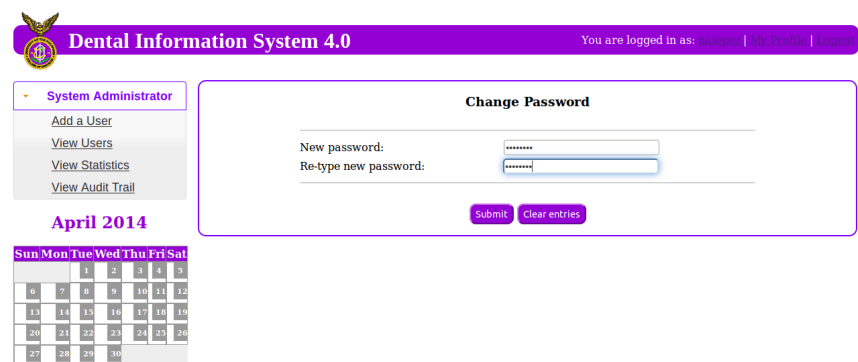 Dental Information System 4.0
You are logged in as: | My Profile | Logout
System Administrator
Add a User
View Users
View Statistics
View Audit Trail
April 2014
Sun Mon Tue Wed Thu Fri Sat
1 2 3 4 5
6 7 8 9 10 11 12
13 14 15 16 17 18 19
20 21 22 23 24 25 26
27 28 29 30
Change Password
New password: ••••••••
Re-type new password: ••••••••
Submit Clear entries